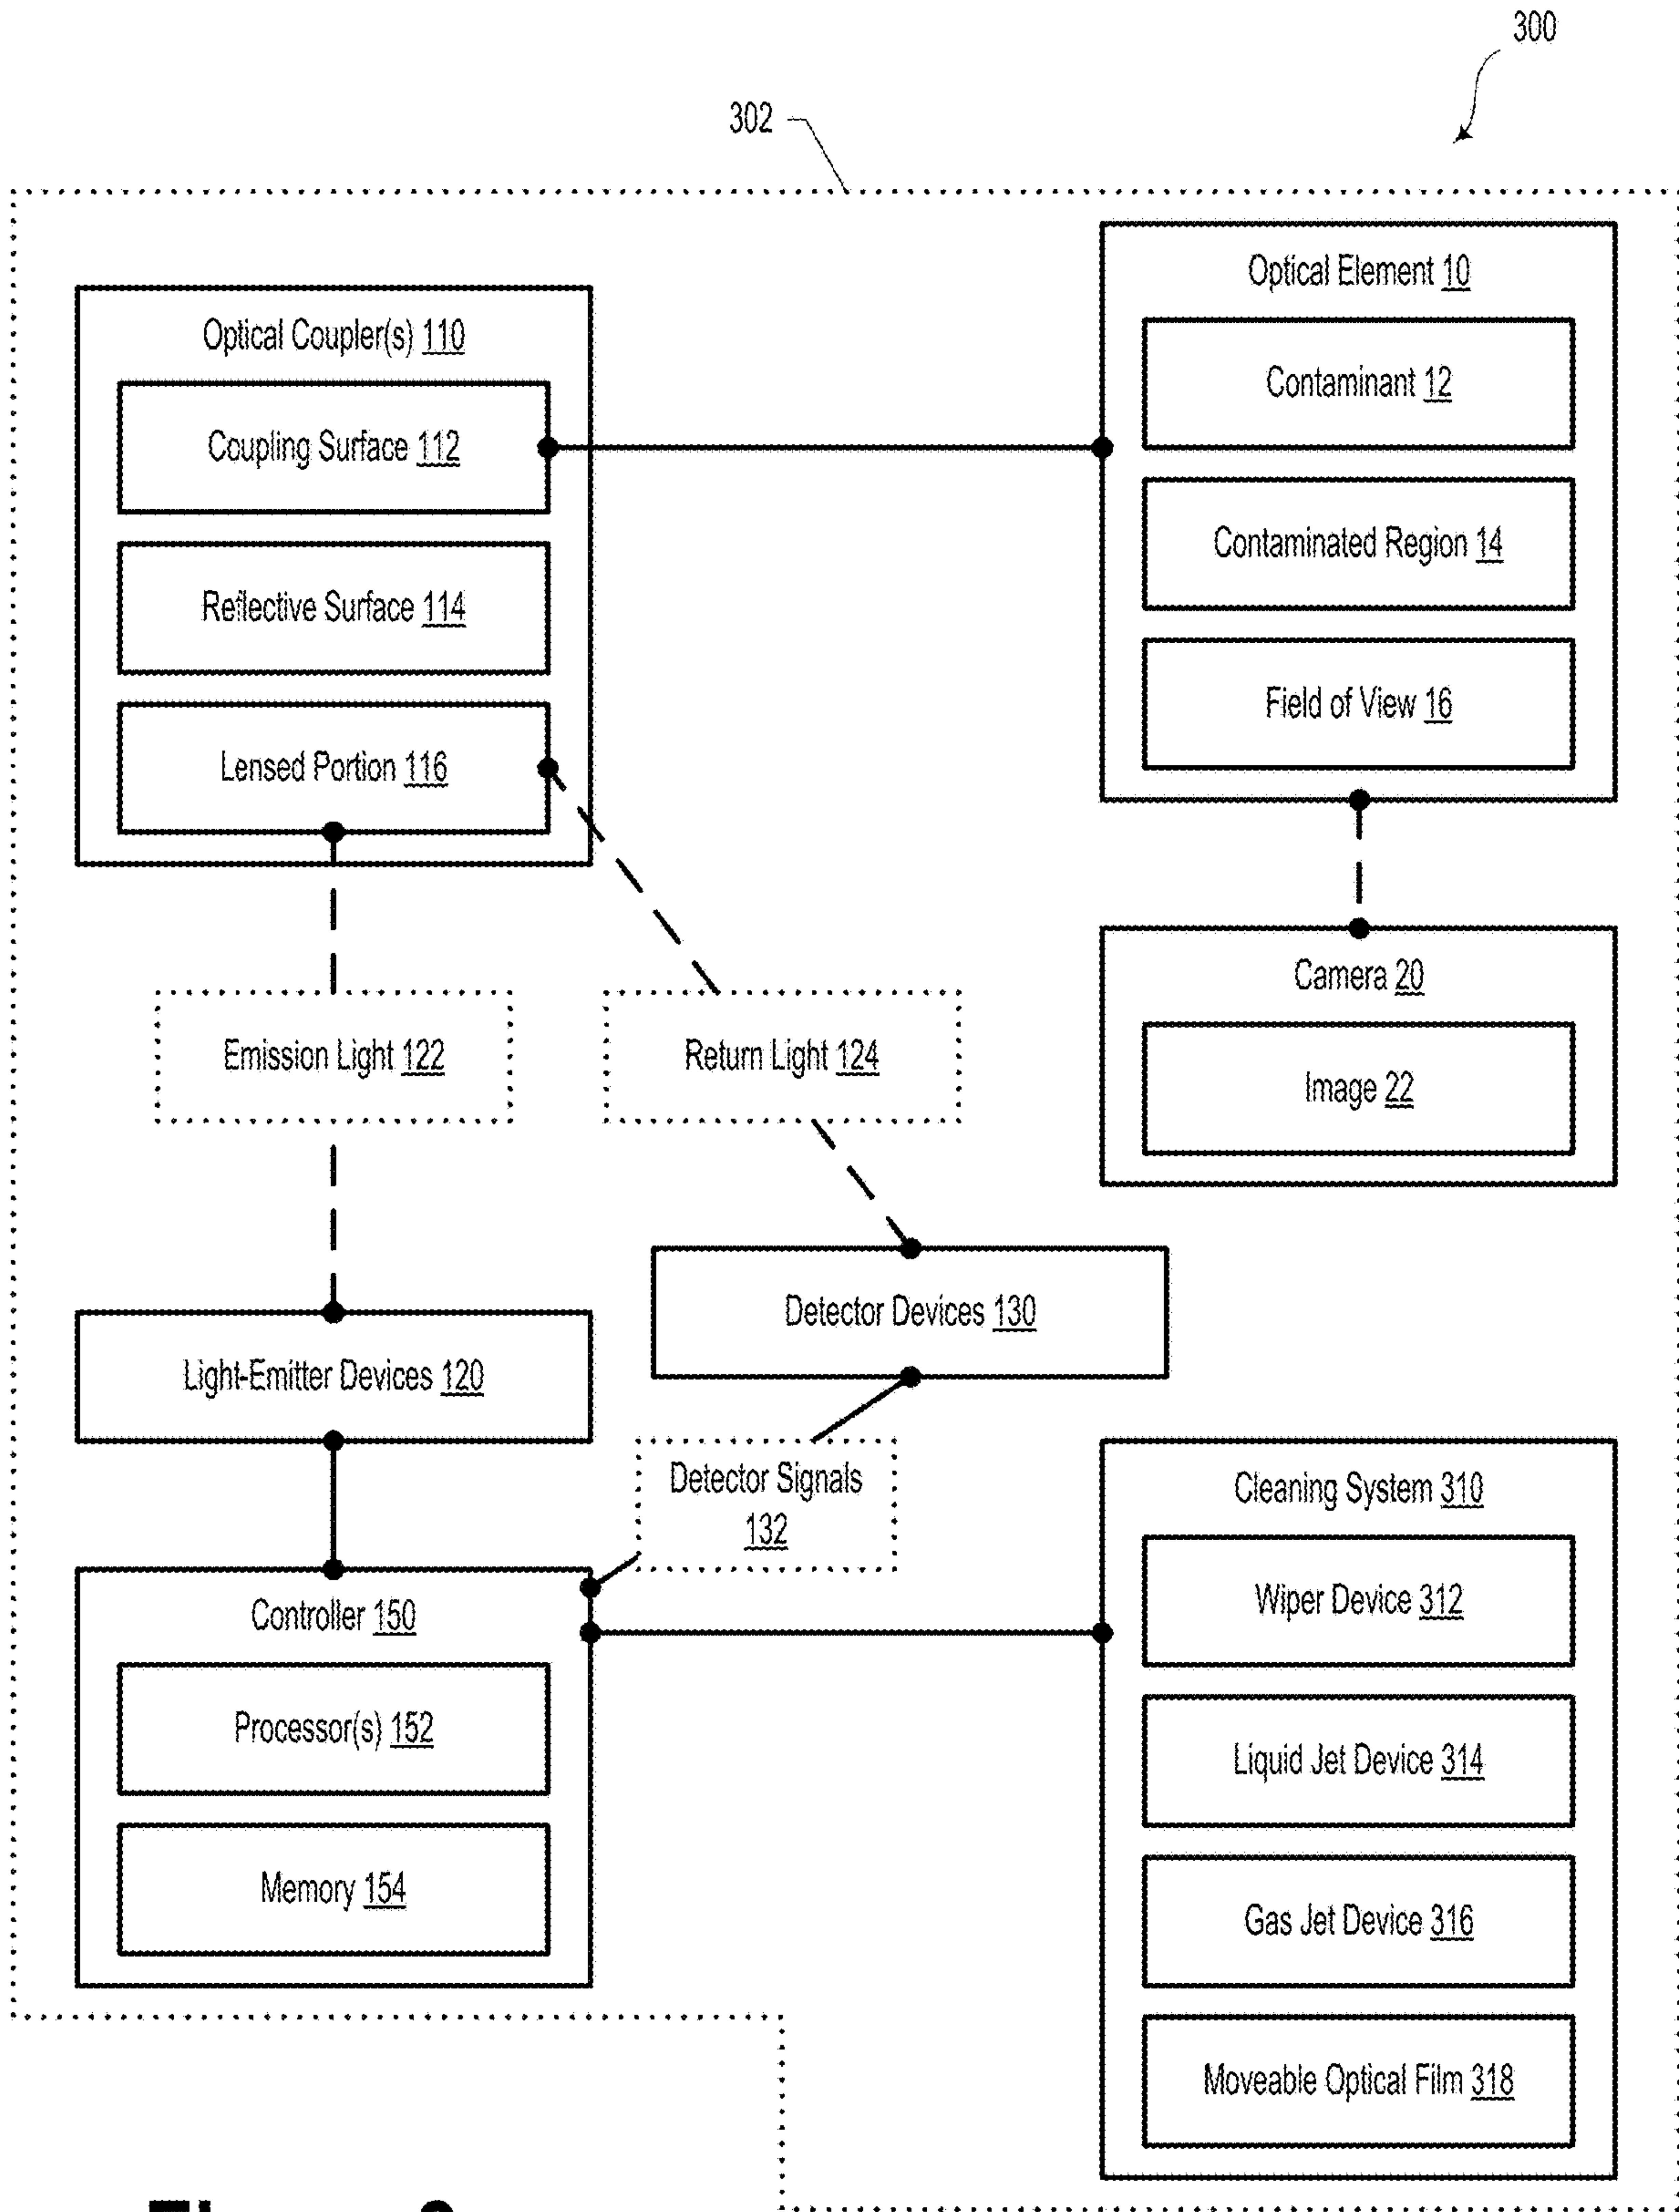 300
302
Optical Coupler(s) 110
Coupling Surface 112
Reflective Surface 114
Lensed Portion 116
Optical Element 10
Contaminant 12
Contaminated Region 14
Field of View 16
Camera 20
Image 22
Emission Light 122
Return Light 124
Detector Devices 130
Light-Emitter Devices 120
Detector Signals
132
Controller 150
Processor(s) 152
Memory 154
Cleaning System 310
Wiper Device 312
Liquid Jet Device 314
Gas Jet Device 316
Moveable Optical Film 318